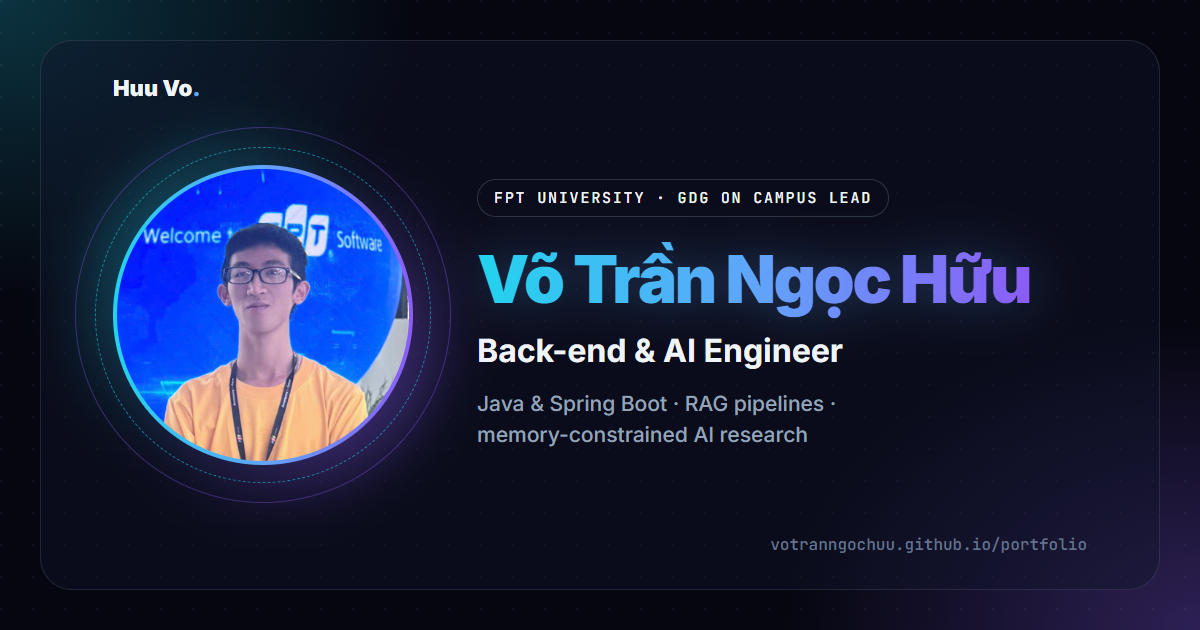 Huu Vo.
Welcome
FPT Software
FPT UNIVERSITY · GDG ON CAMPUS LEAD
Võ Trần Ngọc Hữu
Back-end & AI Engineer
Java & Spring Boot · RAG pipelines ·
memory-constrained AI research
votranngochuu.github.io/portfolio